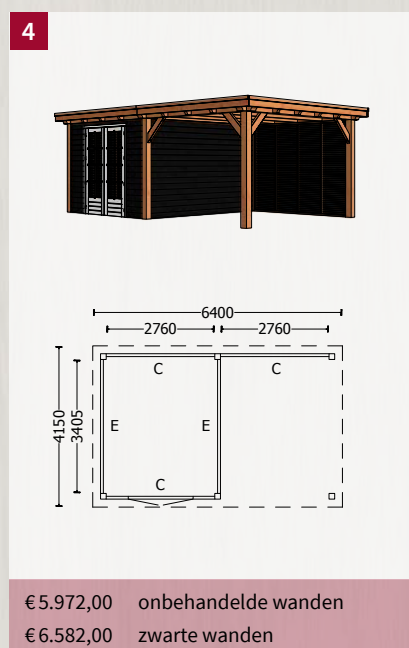 4
6400
2760 2760
C C
4150
3405
E E
C
€ 5.972,00 onbehandelde wanden
€ 6.582,00 zwarte wanden